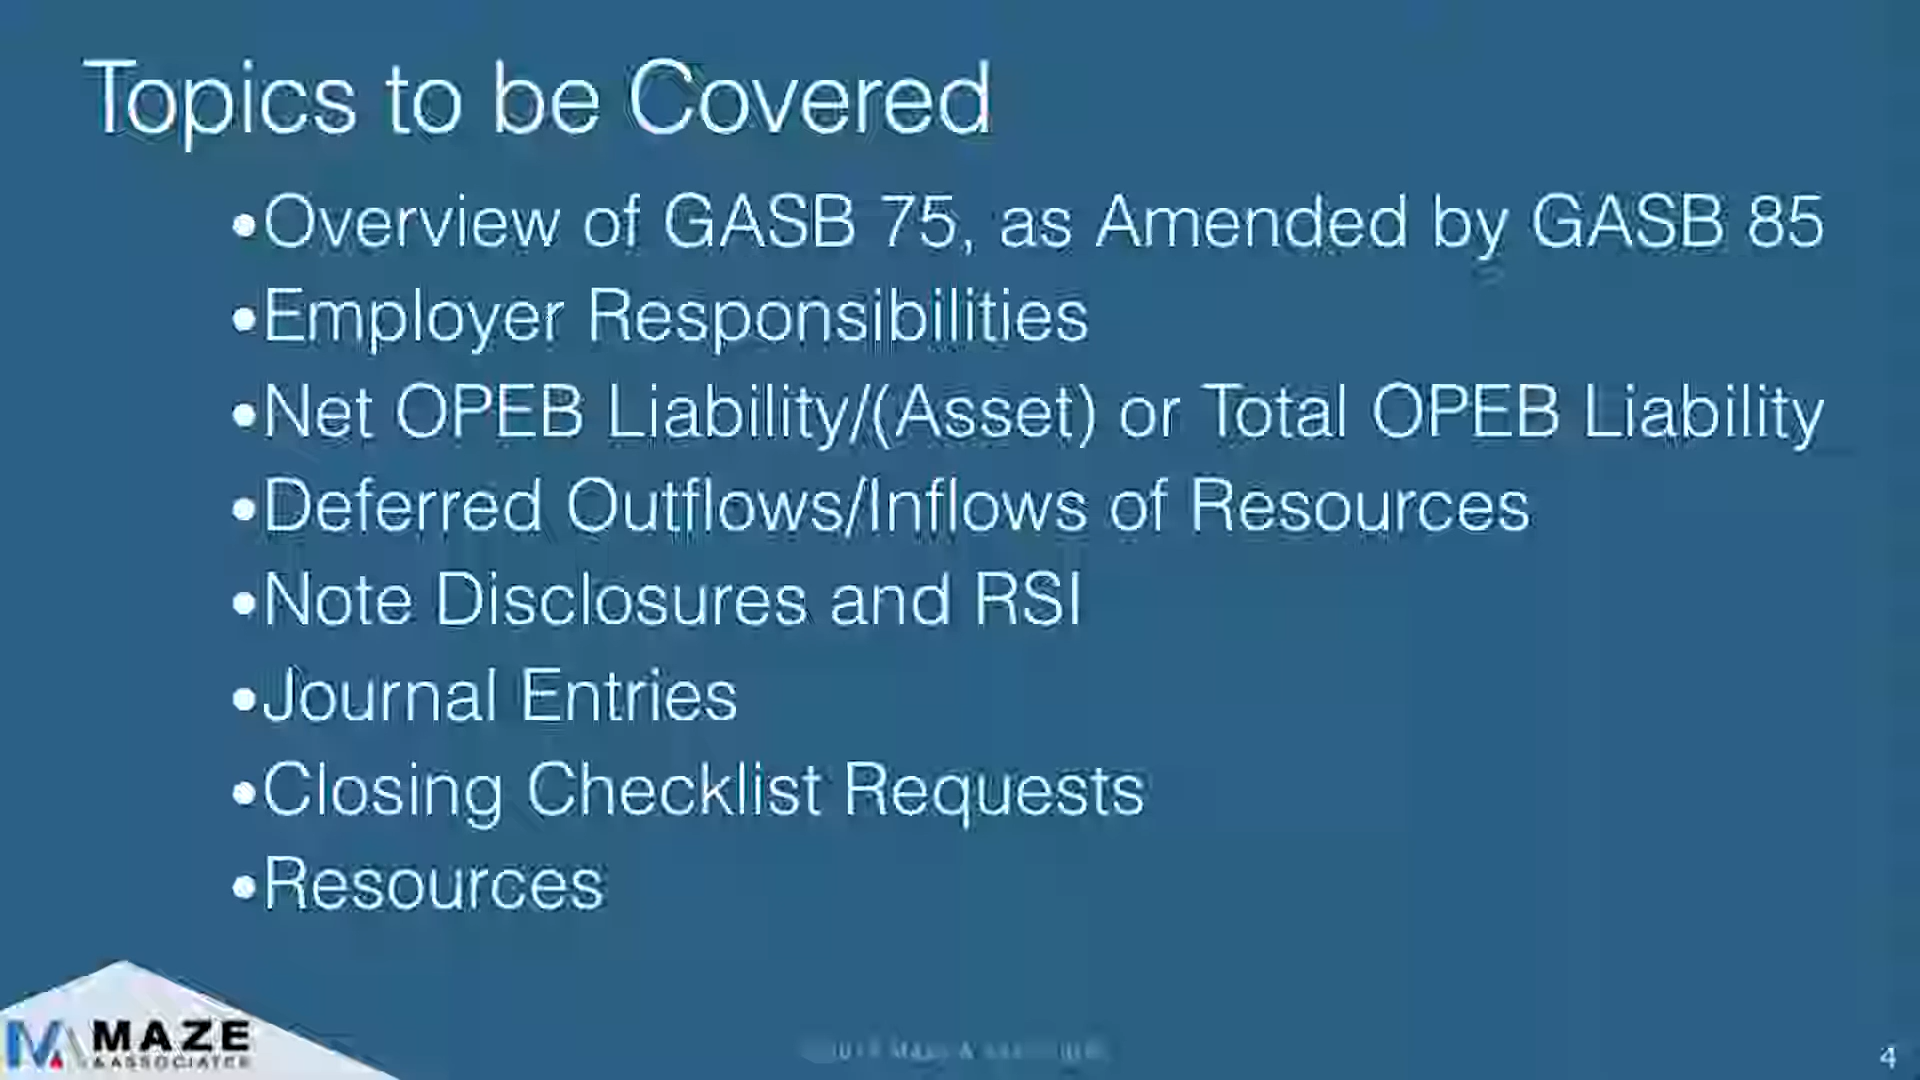 Topics to be Covered
•Overview of GASB 75, as Amended by GASB 85
•Employer Responsibilities
•Net OPEB Liability/(Asset) or Total OPEB Liability
•Deferred Outflows/Inflows of Resources
•Note Disclosures and RSI
•Journal Entries
•Closing Checklist Requests
•Resources
MAZE
& ASSOCIATES
4